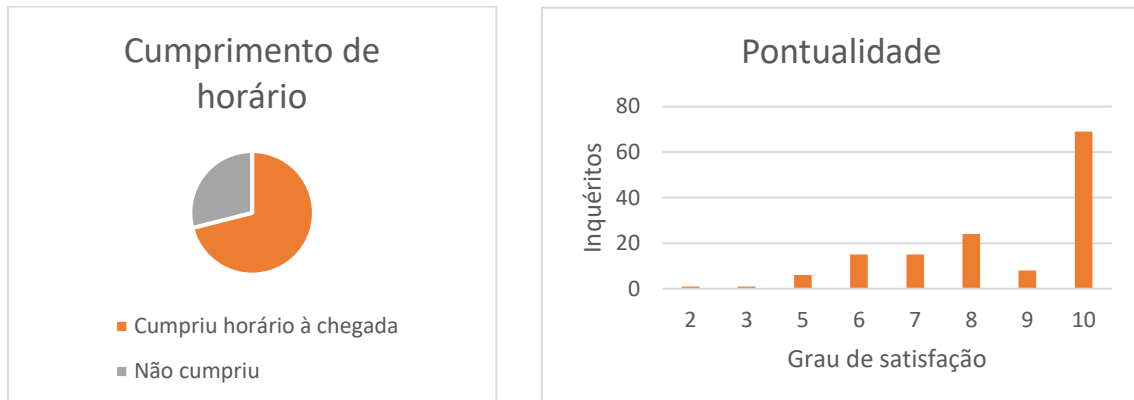 Cumprimento de
horário
Cumpriu horário à chegada
Não cumpriu
Pontualidade
Inquéritos
80
60
40
20
0
2 3 5 6 7 8 9 10
Grau de satisfação